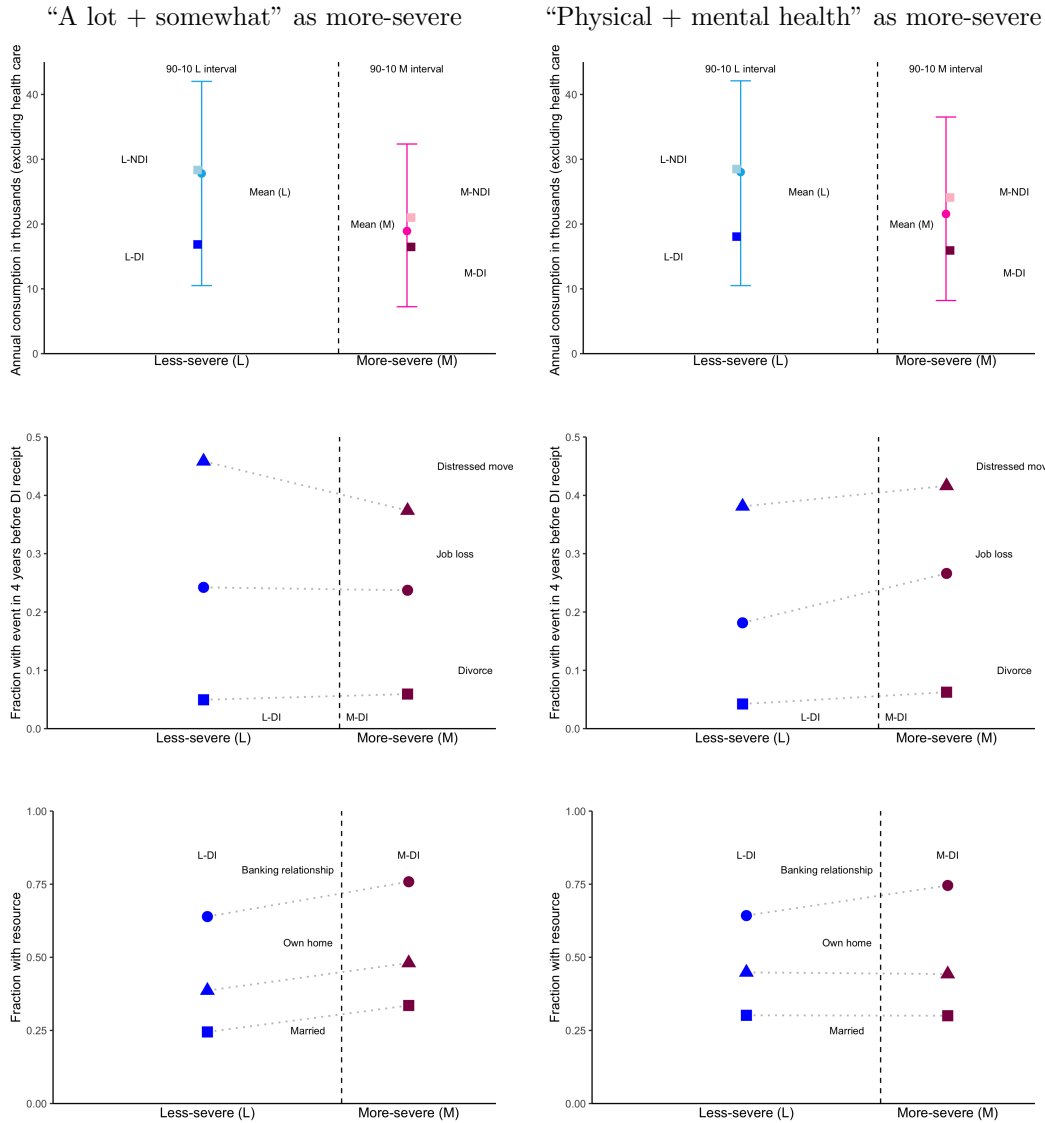 “A lot + somewhat” as more-severe
“Physical + mental health” as more-severe
Annual consumption in thousands (excluding health care
40
30
20
10
0
90-10 L interval
90-10 M interval
L-NDI
Mean (L)
M-NDI
Mean (M)
L-DI
M-DI
Less-severe (L)
More-severe (M)
Annual consumption in thousands (excluding health care
40
30
20
10
0
90-10 L interval
90-10 M interval
L-NDI
Mean (L)
M-NDI
Mean (M)
L-DI
M-DI
Less-severe (L)
More-severe (M)
Fraction with event in 4 years before DI receipt
0.5
0.4
0.3
0.2
0.1
0.0
Distressed move
Job loss
Divorce
L-DI
M-DI
Less-severe (L)
More-severe (M)
Fraction with event in 4 years before DI receipt
0.5
0.4
0.3
0.2
0.1
0.0
Distressed mov
Job loss
Divorce
L-DI
M-DI
Less-severe (L)
More-severe (M)
Fraction with resource
1.00
0.75
0.50
0.25
0.00
L-DI
M-DI
Banking relationship
Own home
Married
Less-severe (L)
More-severe (M)
Fraction with resource
1.00
0.75
0.50
0.25
0.00
L-DI
M-DI
Banking relationship
Own home
Married
Less-severe (L)
More-severe (M)